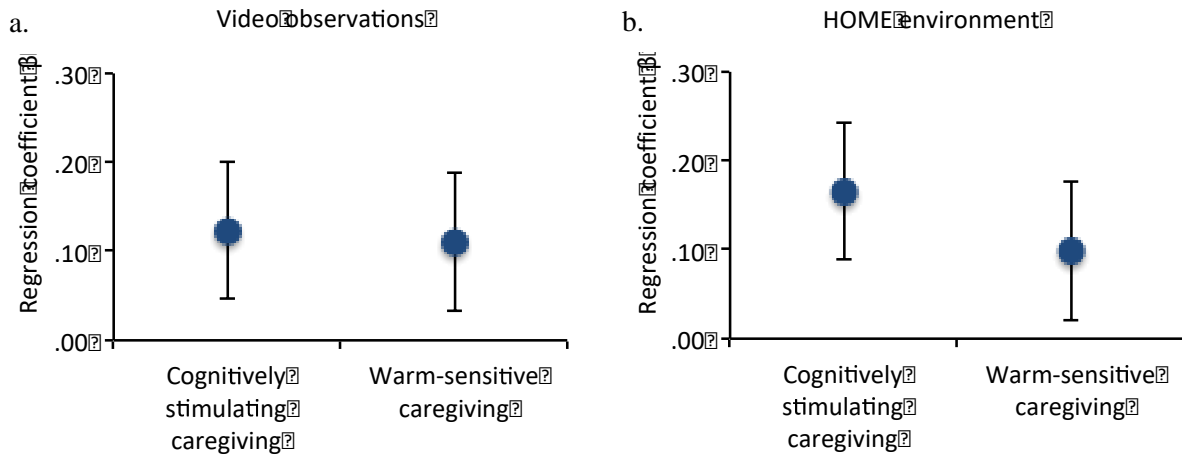 a.
Video observations
Regression coefficient β
.30
.20
.10
.00
Cognitively
stimulating
caregiving
Warm-sensitive
caregiving
b.
HOME environment
Regression coefficient β
.30
.20
.10
.00
Cognitively
stimulating
caregiving
Warm-sensitive
caregiving